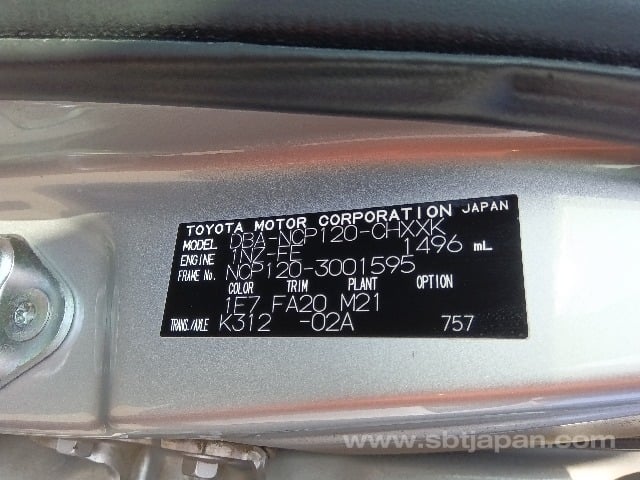 TOYOTA MOTOR CORPORATION JAPAN
MODEL DBA-NCP120-CHXXK
ENGINE 1NZ-FE 1496 mL
FRAME No. NCP120-3001595
COLOR TRIM PLANT OPTION
1E7 FA20 M21
TRANS./AXLE K312 -02A 757
www.sbtjapan.com